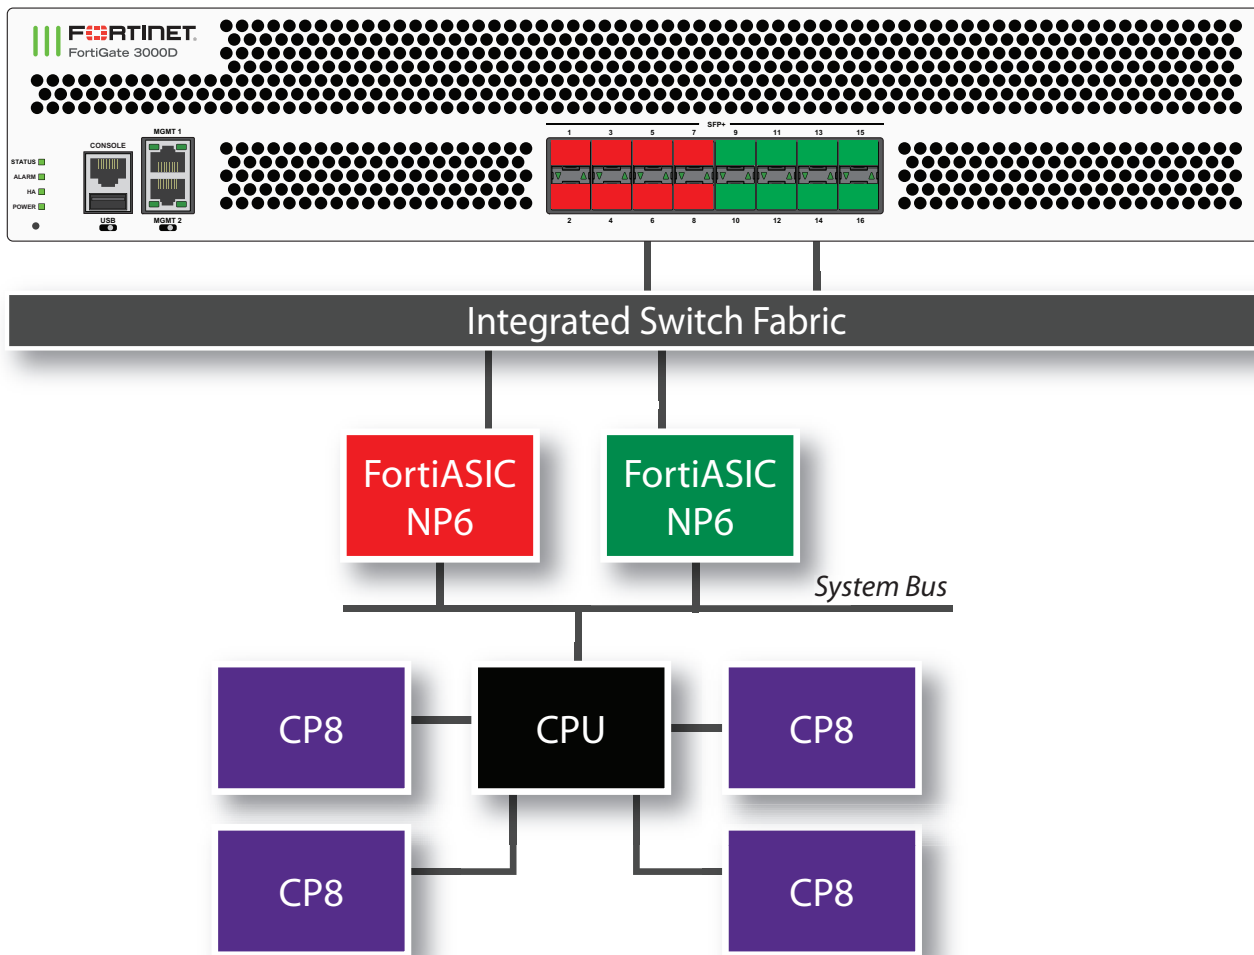 FORTINET.
FortiGate 3000D
MGMT 1
SFP+
1 3 5 7 9 11 13 15
CONSOLE
STATUS
ALARM
HA
POWER
USB
MGMT 2
2 4 6 8 10 12 14 16
Integrated Switch Fabric
FortiASIC
NP6
FortiASIC
NP6
System Bus
CP8
CPU
CP8
CP8
CP8